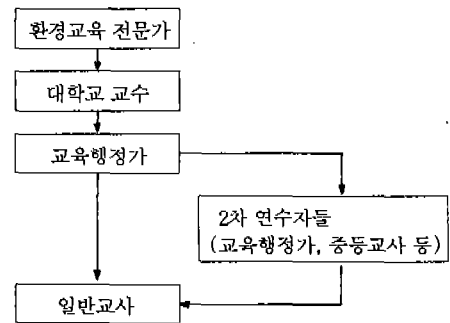 환경교육 전문가
대학교 교수
교육행정가
2차 연수자들
(교육행정가, 중등교사 등)
일반교사